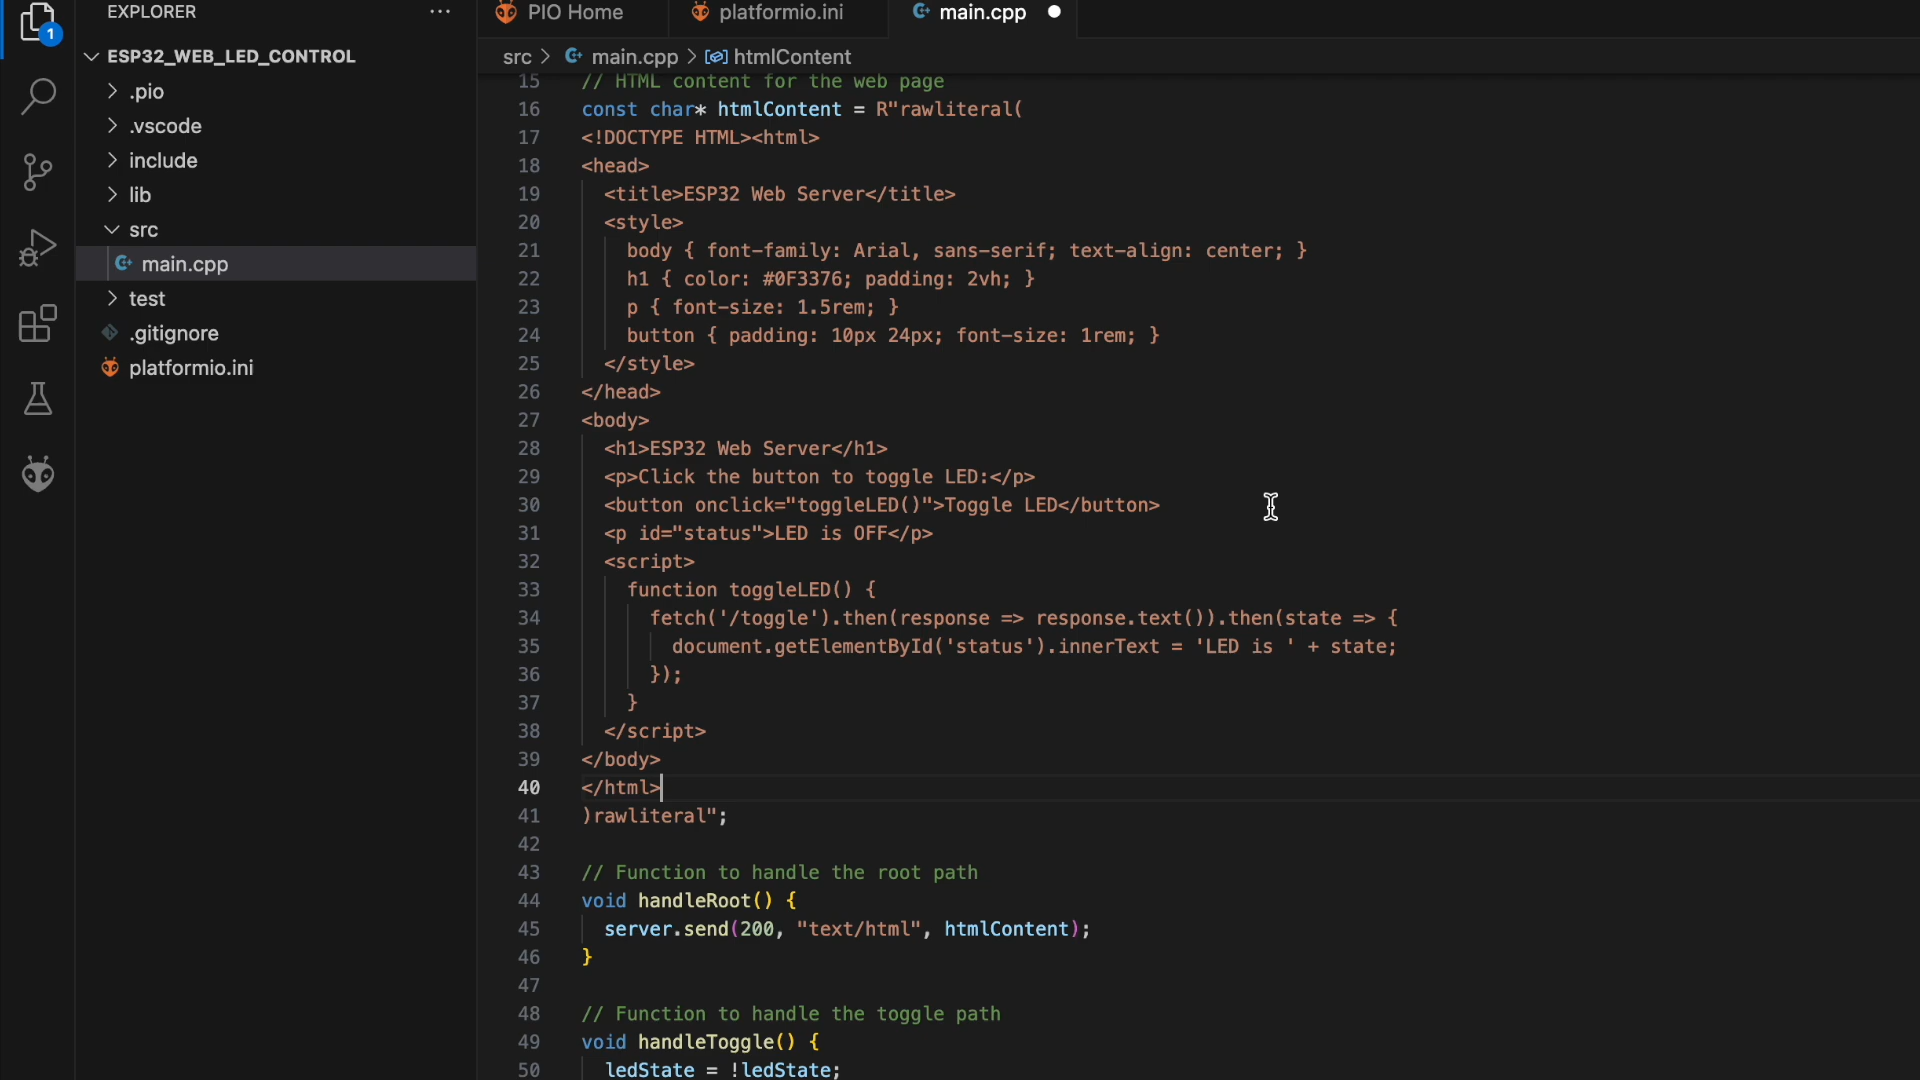 EXPLORER
PIO Home
platformio.ini
main.cpp
1
ESP32_WEB_LED_CONTROL
.pio
.vscode
include
lib
src
main.cpp
test
.gitignore
platformio.ini
src > main.cpp > htmlContent
15 // HTML content for the web page
16 const char* htmlContent = R"rawliteral(
17 <!DOCTYPE HTML><html>
18 <head>
19 <title>ESP32 Web Server</title>
20 <style>
21 body { font-family: Arial, sans-serif; text-align: center; }
22 h1 { color: #0F3376; padding: 2vh; }
23 p { font-size: 1.5rem; }
24 button { padding: 10px 24px; font-size: 1rem; }
25 </style>
26 </head>
27 <body>
28 <h1>ESP32 Web Server</h1>
29 <p>Click the button to toggle LED:</p>
30 <button onclick="toggleLED()">Toggle LED</button>
31 <p id="status">LED is OFF</p>
32 <script>
33 function toggleLED() {
34 fetch('/toggle').then(response => response.text()).then(state => {
35 document.getElementById('status').innerText = 'LED is ' + state;
36 });
37 }
38 </script>
39 </body>
40 </html>
41 )rawliteral";
42
43 // Function to handle the root path
44 void handleRoot() {
45 server.send(200, "text/html", htmlContent);
46 }
47
48 // Function to handle the toggle path
49 void handleToggle() {
50 ledState = !ledState;